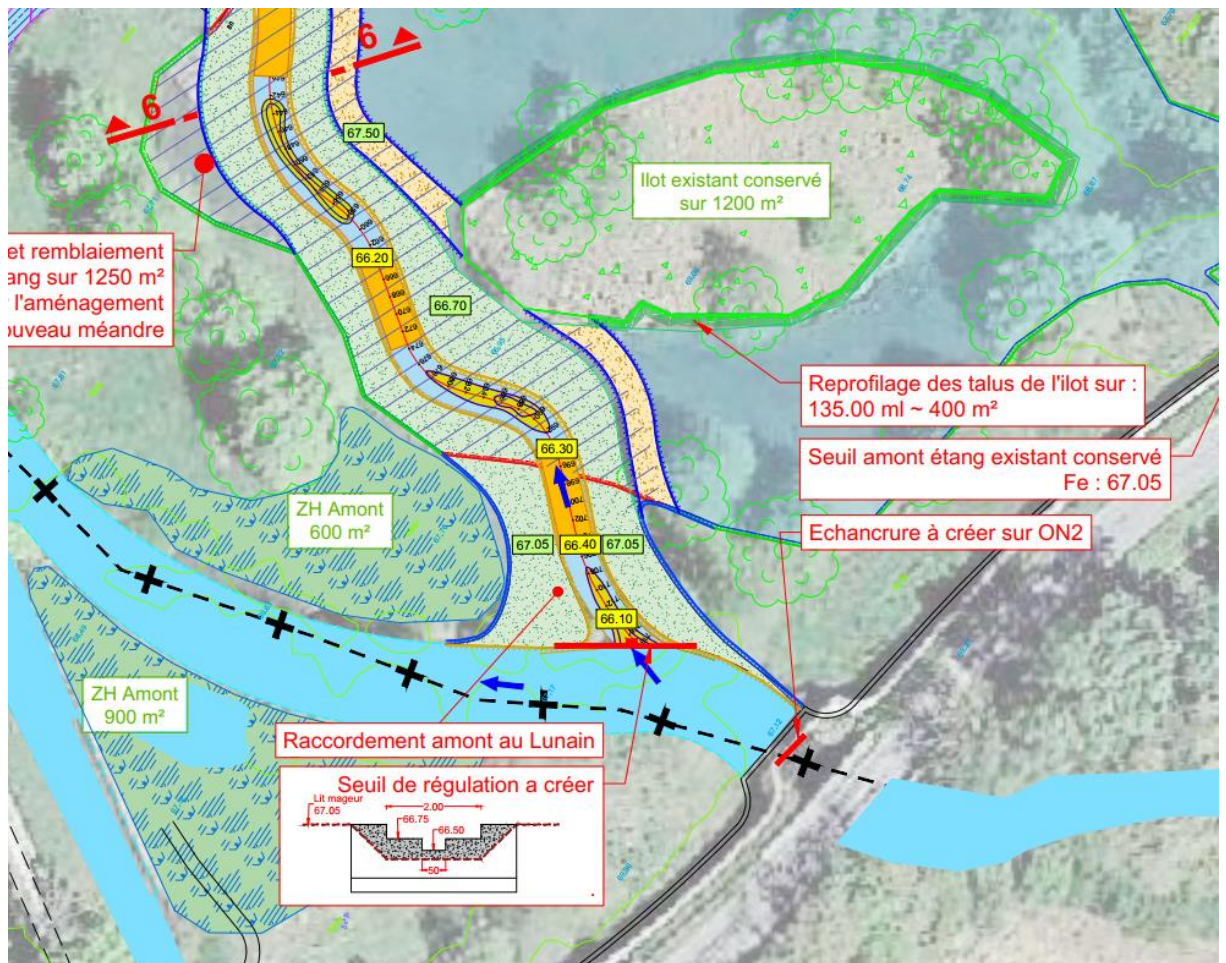 6
6
67.50
Ilot existant conservé
sur 1200 m²
et remblaiement
ang sur 1250 m²
l'aménagement
ouveau méandre
66.20
66.70
Reprofilage des talus de l'ilot sur :
135.00 ml ~ 400 m²
66.30
Seuil amont étang existant conservé
Fe : 67.05
ZH Amont
600 m²
Echancrure à créer sur ON2
67.05
66.40
67.05
66.10
ZH Amont
900 m²
Raccordement amont au Lunain
Seuil de régulation a créer
Lit majeur
67.05
2.00
66.75
66.50
50